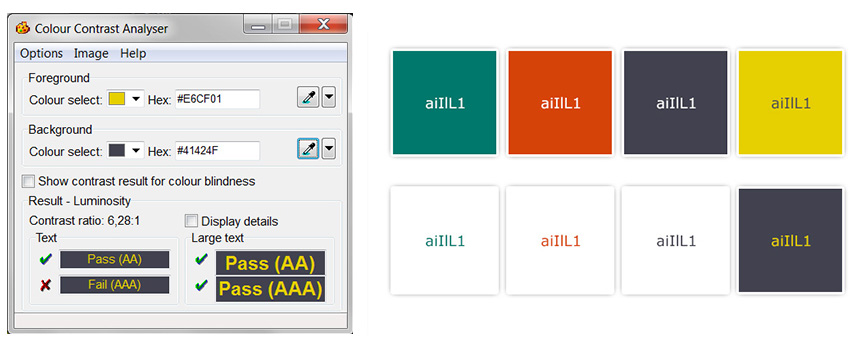 Colour Contrast Analyser
Options Image Help
Foreground
Colour select: Hex: #E6CF01
Background
Colour select: Hex: #41424F
Show contrast result for colour blindness
Result - Luminosity
Contrast ratio: 6,28:1 Display details
Text Large text
Pass (AA) Pass (AA)
Fail (AAA) Pass (AAA)
aiIlL1 aiIlL1 aiIlL1 aiIlL1
aiIlL1 aiIlL1 aiIlL1 aiIlL1